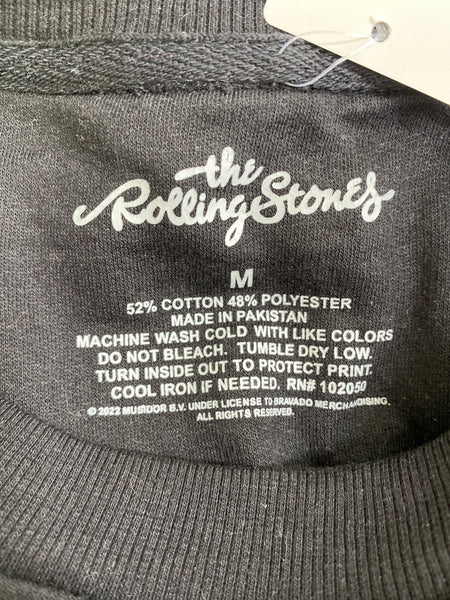 the
Rolling Stones
M
52% COTTON 48% POLYESTER
MADE IN PAKISTAN
MACHINE WASH COLD WITH LIKE COLORS
DO NOT BLEACH. TUMBLE DRY LOW.
TURN INSIDE OUT TO PROTECT PRINT.
COOL IRON IF NEEDED. RN# 102050
© 2022 MUSIDOR B.V. UNDER LICENSE TO BRAVADO MERCHANDISING.
ALL RIGHTS RESERVED.